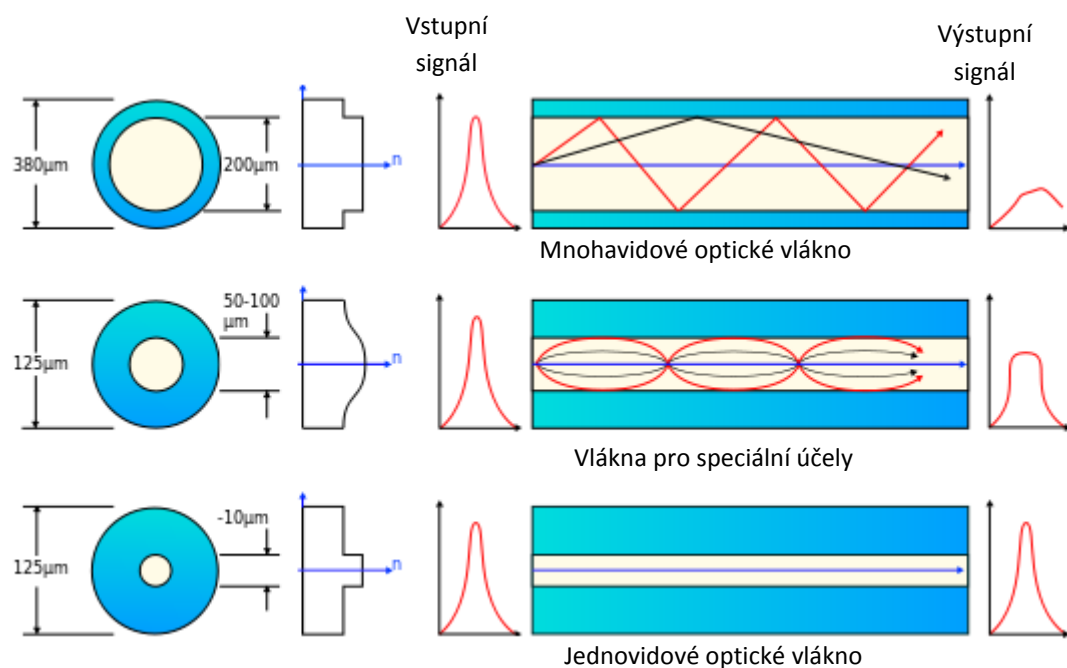 Vstupní
signál
Výstupní
signál
380μm
200μm
n
Mnohavidové optické vlákno
50-100
μm
125μm
n
Vlákna pro speciální účely
-10μm
125μm
n
Jednovidové optické vlákno